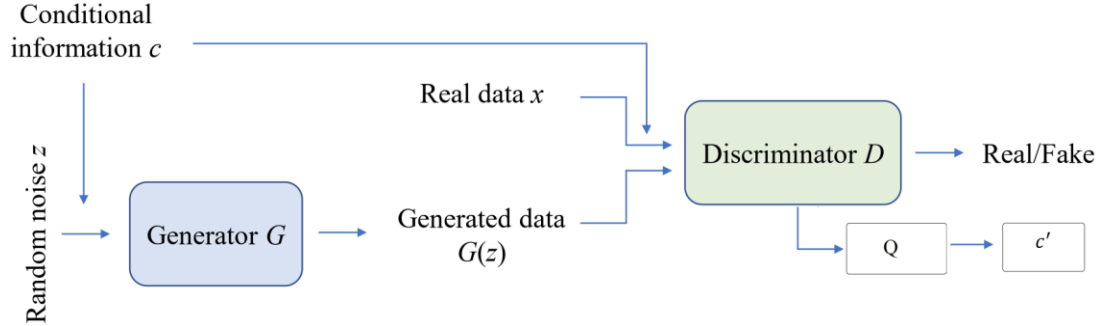 Conditional
information c
Real data x
Discriminator D
Real/Fake
Random noise z
Generator G
Generated data
G(z)
Q
c′